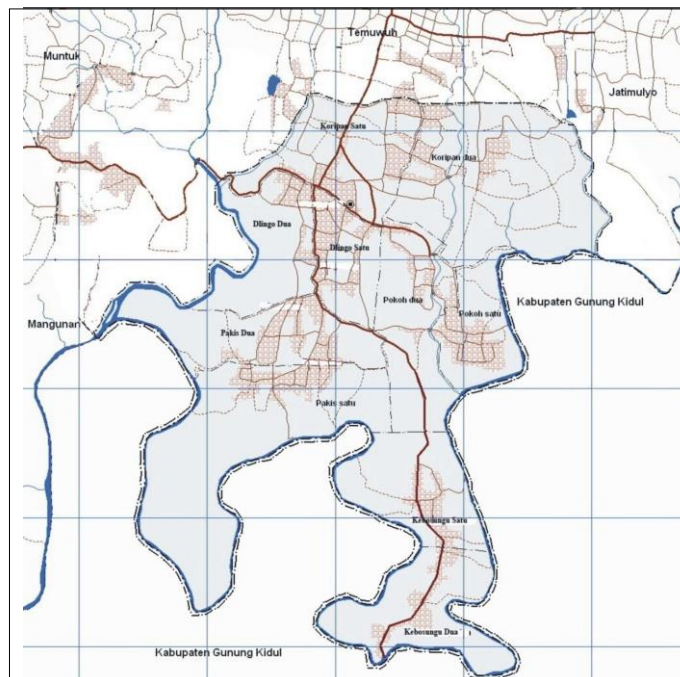 Temuwuh
Muntuk
Jatimulyo
Koripan Satu
Koripan dua
Dlingo Dua
Dlingo Satu
Kabupaten Gunung Kidul
Pokoh dua
Pokoh satu
Mangunan
Pakis Dua
Pakis satu
Kebosungu Satu
Kebosungu Dua
Kabupaten Gunung Kidul